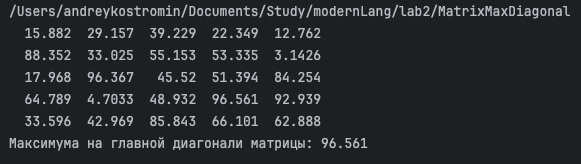 /Users/andreykostromin/Documents/Study/modernLang/lab2/MatrixMaxDiagonal
15.882 29.157 39.229 22.349 12.762
88.352 33.025 55.153 53.335 3.1426
17.968 96.367 45.52 51.394 84.254
64.789 4.7033 48.932 96.561 92.939
33.596 42.969 85.843 66.101 62.888
Максимума на главной диагонали матрицы: 96.561